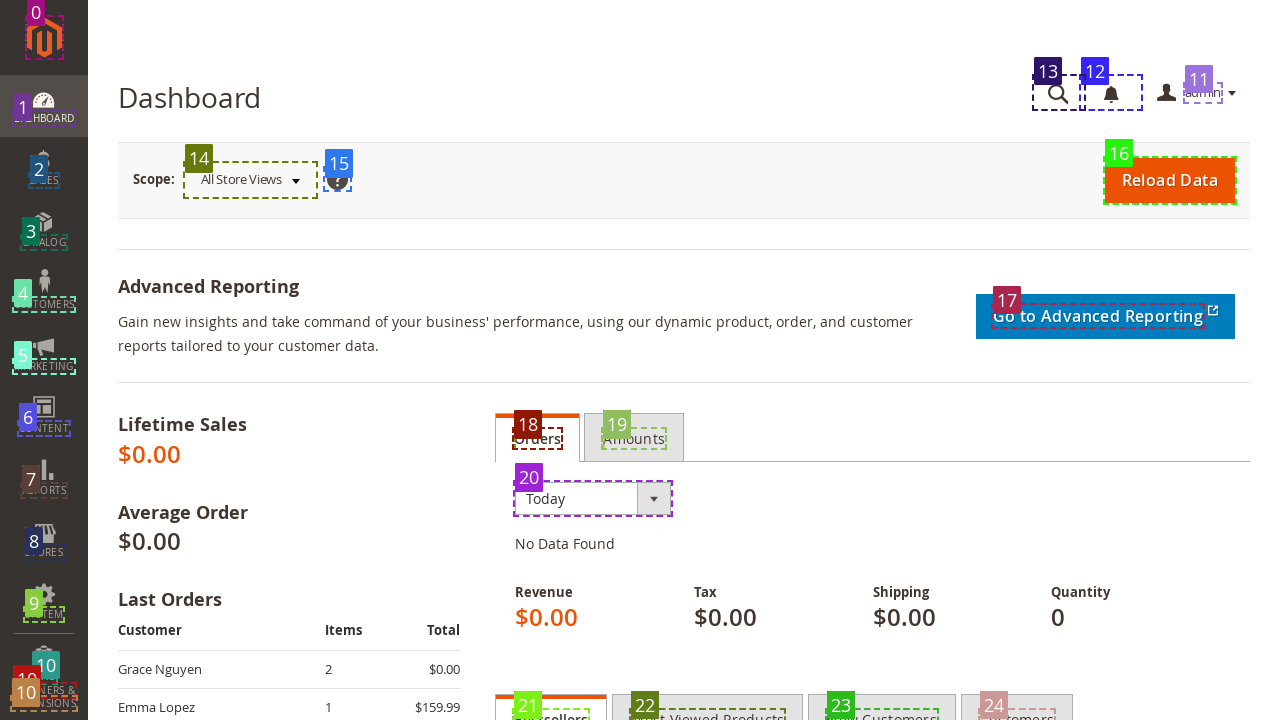 0
1
DASHBOARD
2
3
4
CUSTOMERS
5
MARKETING
6
CONTENT
7
REPORTS
8
STORES
9
SYSTEM
10
10
10
Dashboard
13
12
11
admin
Scope:
14
All Store Views
15
16
Reload Data
Advanced Reporting
Gain new insights and take command of your business' performance, using our dynamic product, order, and customer
reports tailored to your customer data.
17
Go to Advanced Reporting
Lifetime Sales
$0.00
Average Order
$0.00
Last Orders
Customer Items Total
Grace Nguyen 2 $0.00
Emma Lopez 1 $159.99
18
Orders
19
Amounts
20
Today
No Data Found
Revenue Tax Shipping Quantity
$0.00 $0.00 $0.00 0
21
Bestsellers
22
Most Viewed Products
23
New Customers
24
Customers